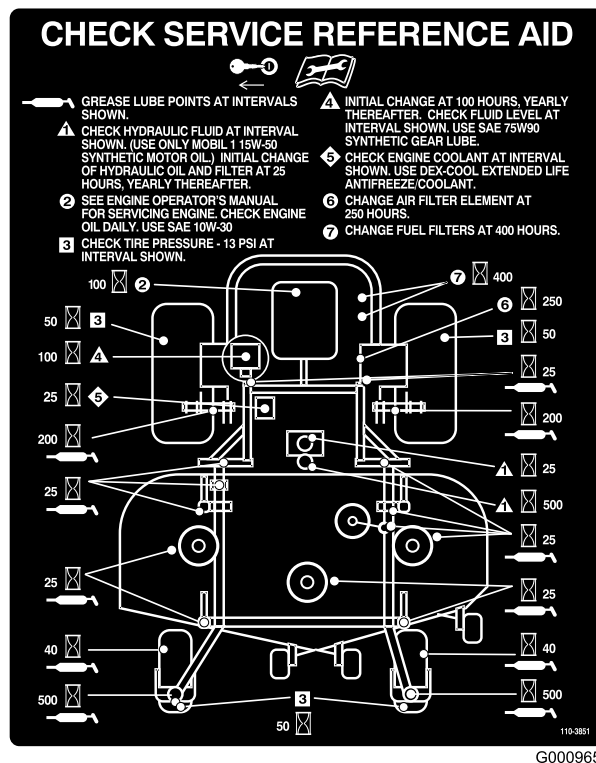 CHECK SERVICE REFERENCE AID
GREASE LUBE POINTS AT INTERVALS
SHOWN.
1 CHECK HYDRAULIC FLUID AT INTERVAL
SHOWN. (USE ONLY MOBIL 1 15W-50
SYNTHETIC MOTOR OIL.) INITIAL CHANGE
OF HYDRAULIC OIL AND FILTER AT 25
HOURS, YEARLY THEREAFTER.
2 SEE ENGINE OPERATOR'S MANUAL
FOR SERVICING ENGINE. CHECK ENGINE
OIL DAILY. USE SAE 10W-30
3 CHECK TIRE PRESSURE - 13 PSI AT
INTERVAL SHOWN.
4 INITIAL CHANGE AT 100 HOURS, YEARLY
THEREAFTER. CHECK FLUID LEVEL AT
INTERVAL SHOWN. USE SAE 75W90
SYNTHETIC GEAR LUBE.
5 CHECK ENGINE COOLANT AT INTERVAL
SHOWN. USE DEX-COOL EXTENDED LIFE
ANTIFREEZE/COOLANT.
6 CHANGE AIR FILTER ELEMENT AT
250 HOURS.
7 CHANGE FUEL FILTERS AT 400 HOURS.
100 2
7 400
6 250
50 3
3 50
100 4
25
25 5
200
200
1 25
25
1 500
25
25
25
40
40
500
500
3
50
110-3851
G000965